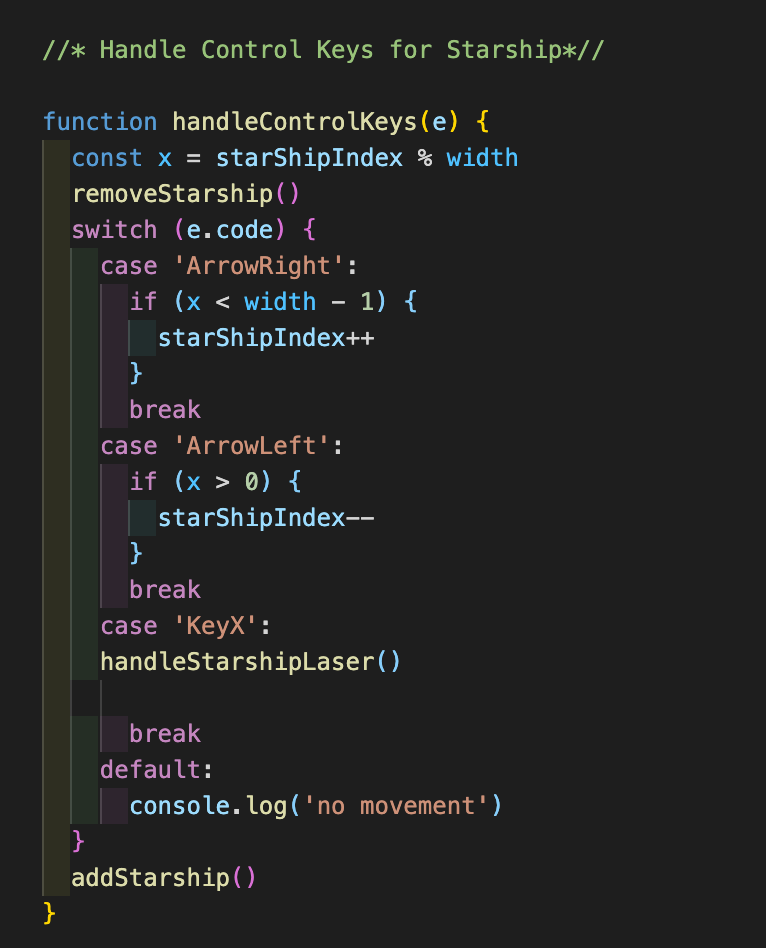 //* Handle Control Keys for Starship*//
function handleControlKeys(e) {
const x = starShipIndex % width
removeStarship()
switch (e.code) {
case 'ArrowRight':
if (x < width - 1) {
starShipIndex++
}
break
case 'ArrowLeft':
if (x > 0) {
starShipIndex--
}
break
case 'KeyX':
handleStarshipLaser()
break
default:
console.log('no movement')
}
addStarship()
}